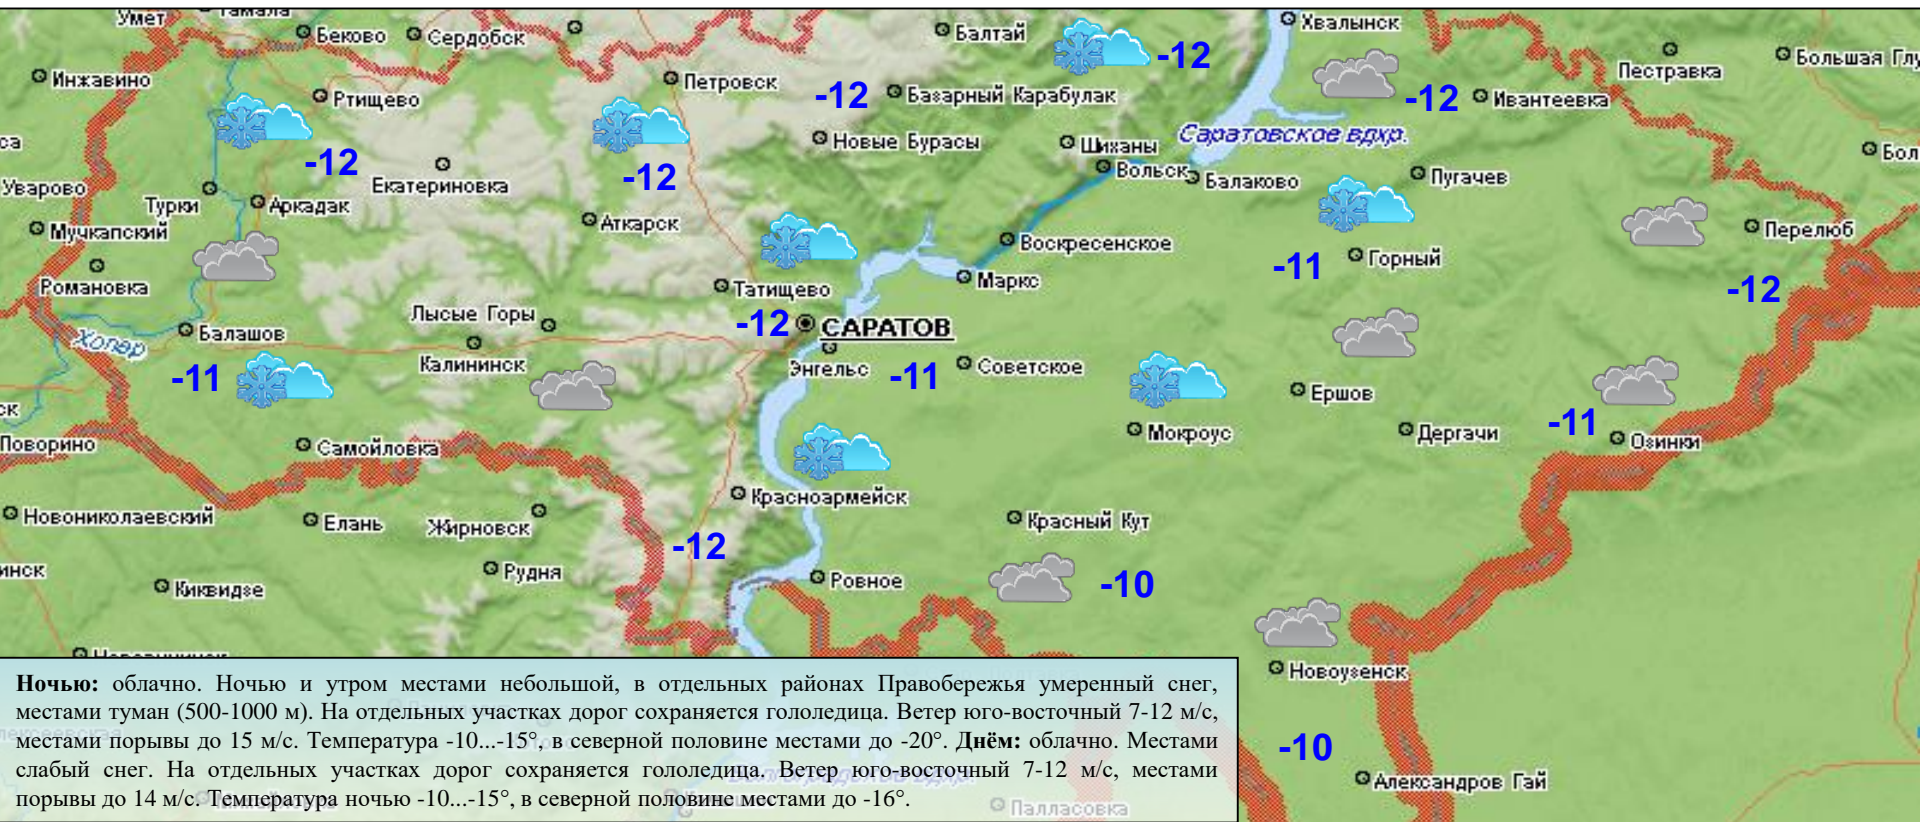 Умет
Тамала
Беково
Сердобск
Балтай
Хвалынск
-12
Инжавино
Петровск
Пестравка
Большая Глу
Ртищево
-12
Базарный Карабулак
-12
Ивантеевка
са
Новые Бурасы
Шиханы
Саратовское вдхр.
Бол
-12
Екатериновка
-12
Вольск
Балаково
Пугачев
Уварово
Турки
Аркадак
Аткарск
Мучкапский
Воскресенское
Перелюб
Романовка
Татищево
Маркс
-11
Горный
-12
Лысые Горы
-12
САРАТОВ
Хопер
Балашов
Калининск
Энгельс
-11
Советское
-11
Ершов
ск
Поворино
Самойловка
Мокроус
Дергачи
-11
Озинки
Новониколаевский
Елань
Жирновск
Красноармейск
Красный Кут
-12
инск
Киквидзе
Рудня
Ровное
-10
Новоузенск
-10
Александров Гай
Палласовка
Ночью: облачно. Ночью и утром местами небольшой, в отдельных районах Правобережья умеренный снег,
местами туман (500-1000 м). На отдельных участках дорог сохраняется гололедица. Ветер юго-восточный 7-12 м/с,
местами порывы до 15 м/с. Температура -10...-15°, в северной половине местами до -20°. Днём: облачно. Местами
слабый снег. На отдельных участках дорог сохраняется гололедица. Ветер юго-восточный 7-12 м/с, местами
порывы до 14 м/с. Температура ночью -10...-15°, в северной половине местами до -16°.